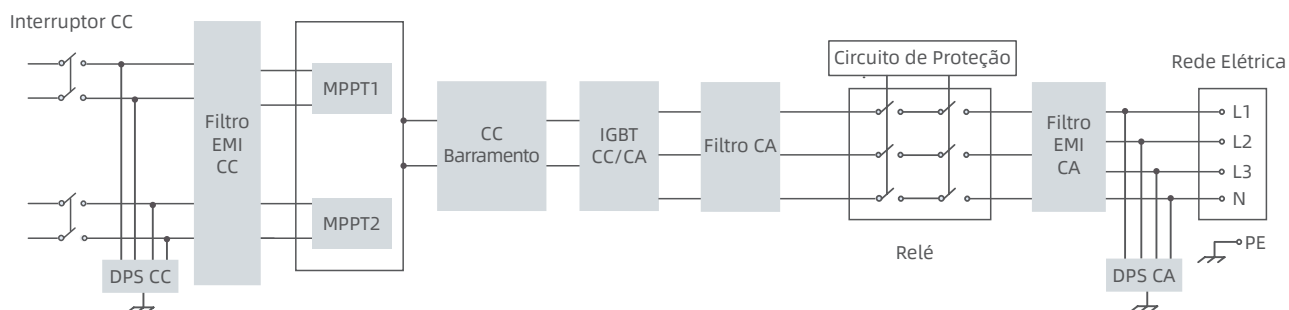 Interruptor CC
Filtro
EMI
CC
MPPT1
MPPT2
DPS CC
CC
Barramento
IGBT
CC/CA
Filtro CA
Circuito de Proteção
Relé
Filtro
EMI
CA
DPS CA
Rede Elétrica
L1
L2
L3
N
PE